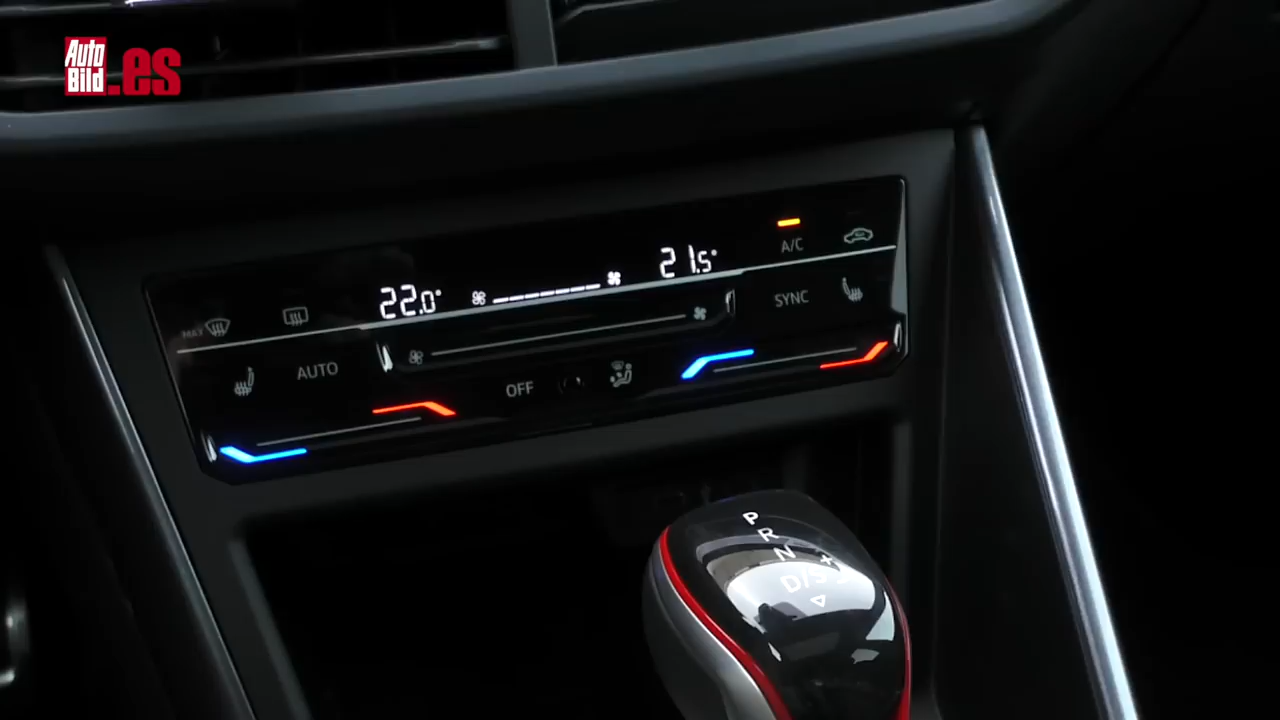 Auto
Bild
.es
MAX
22.0°
21.5°
A/C
AUTO
SYNC
OFF
P
R
N
D/S
+